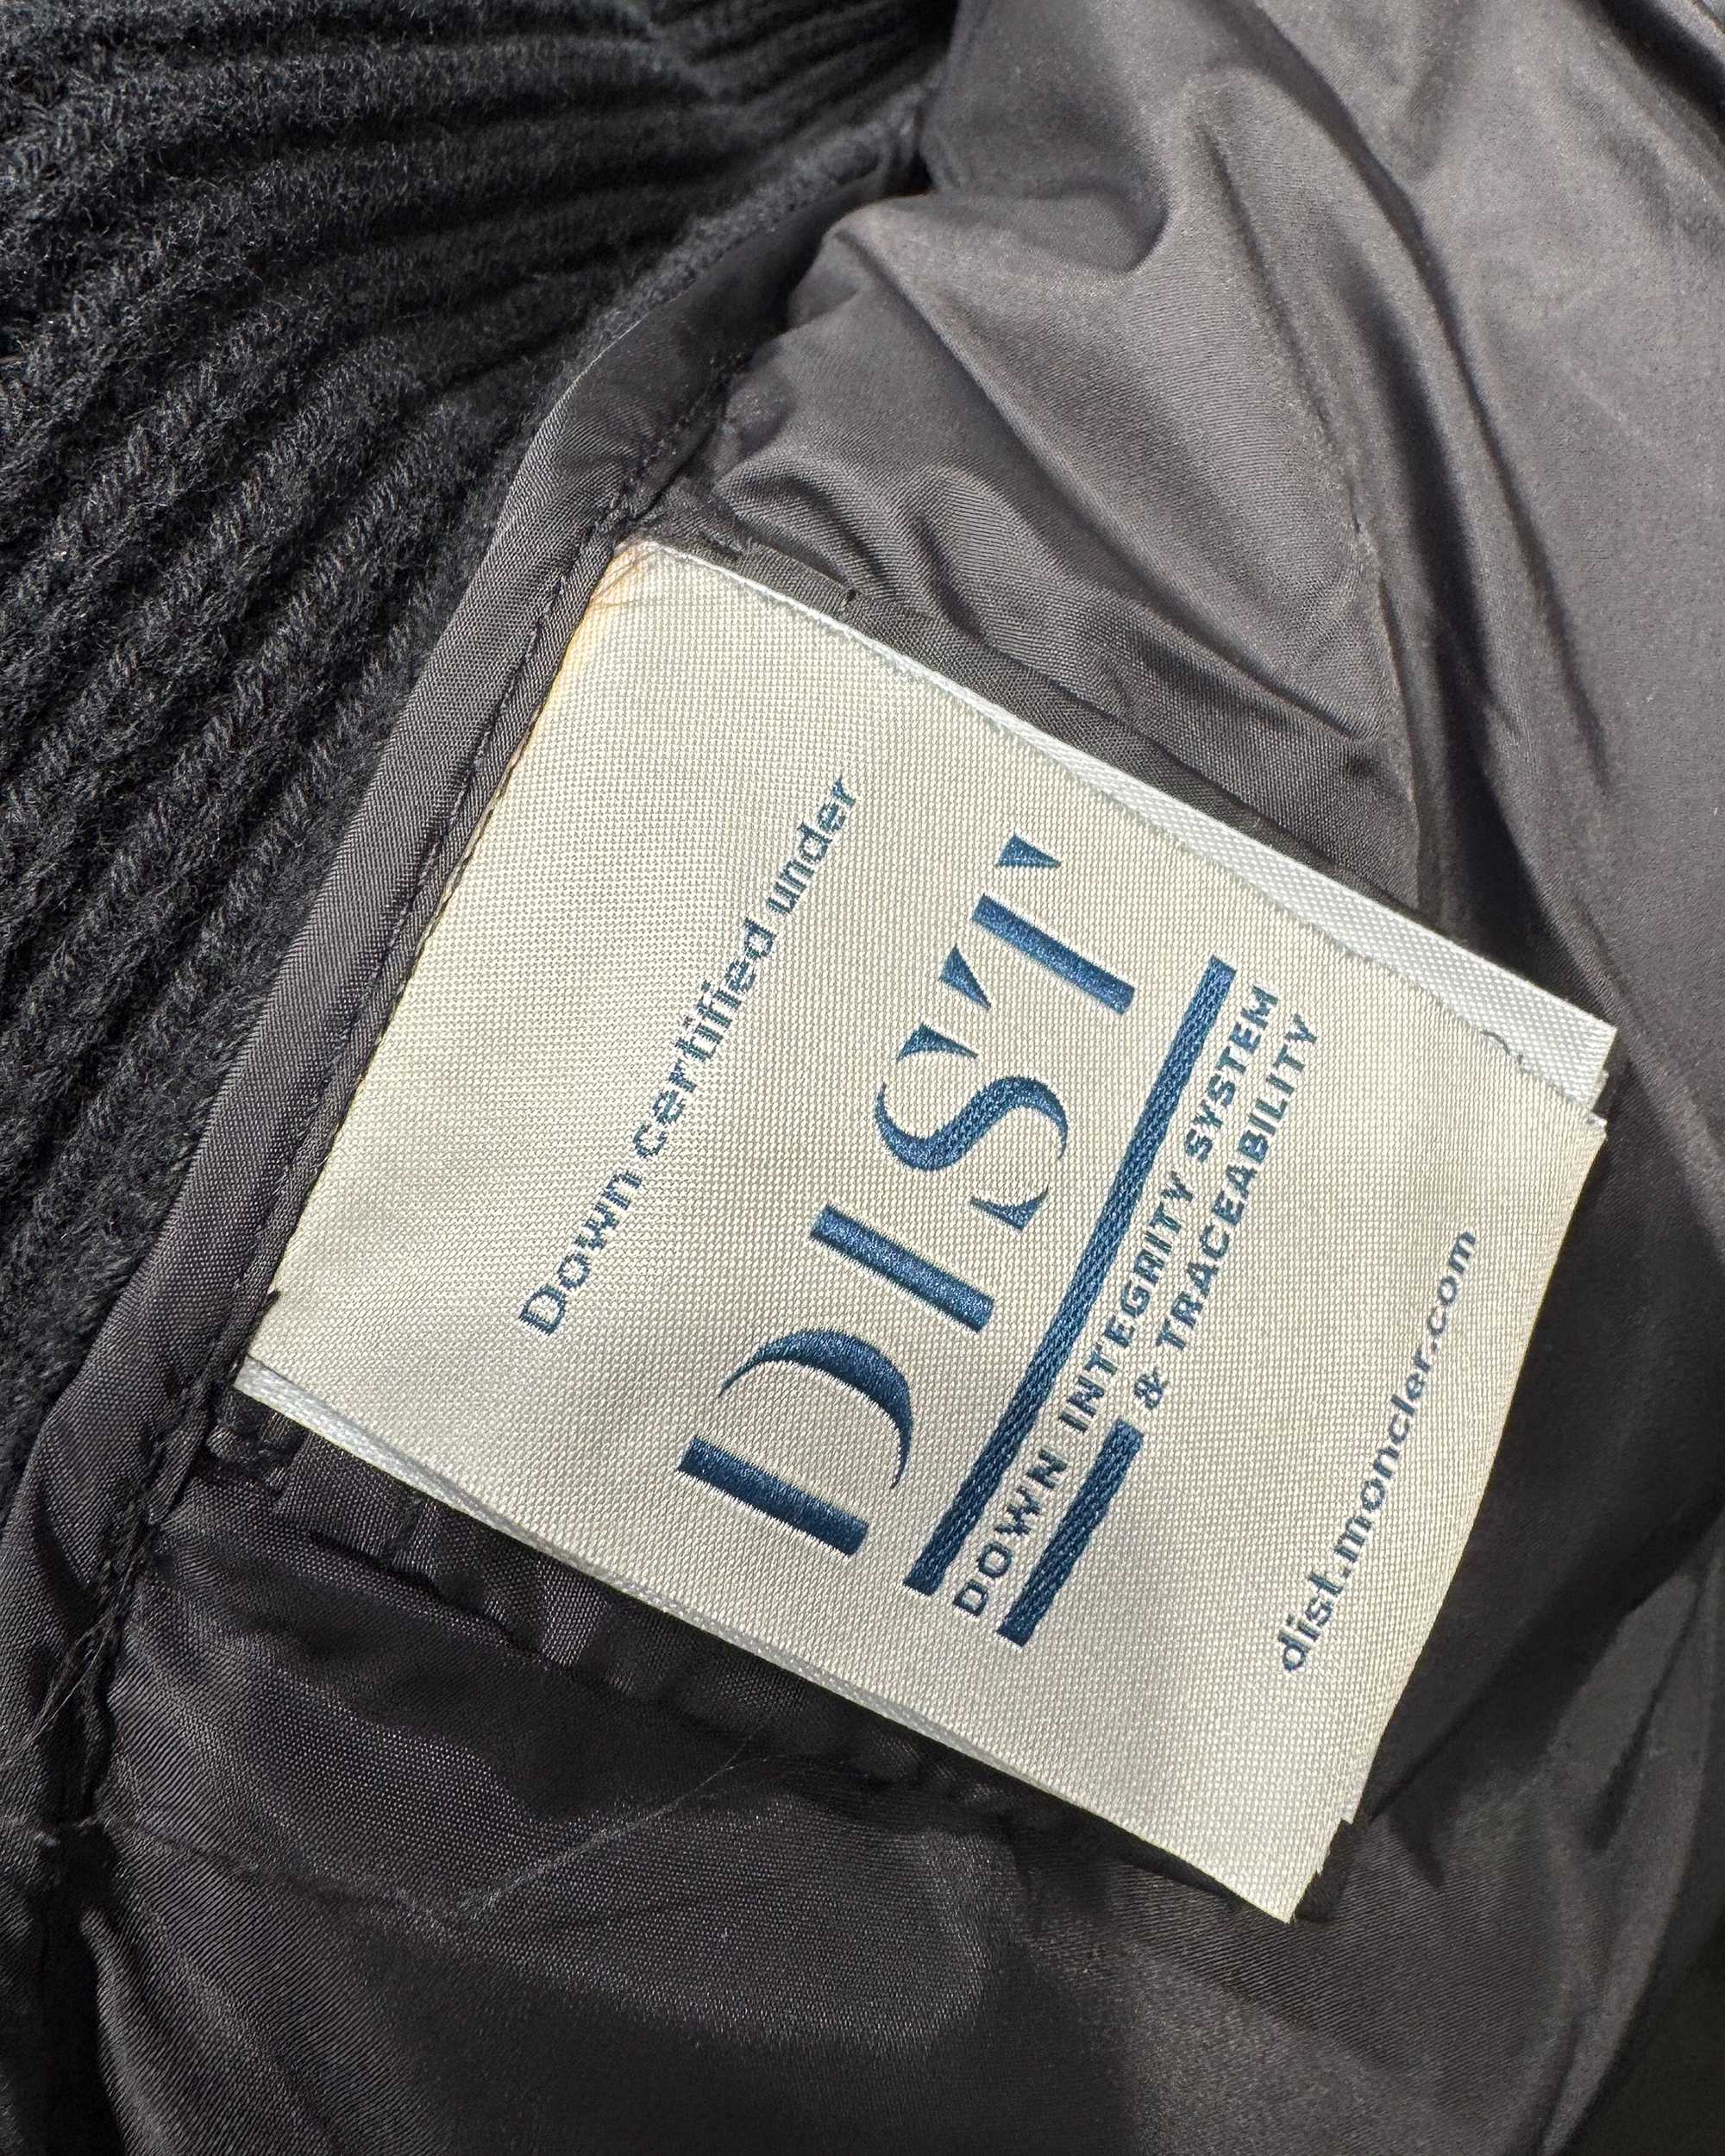 Down certified under
DIST
DOWN INTEGRITY SYSTEM
& TRACEABILITY
dist.moncler.com